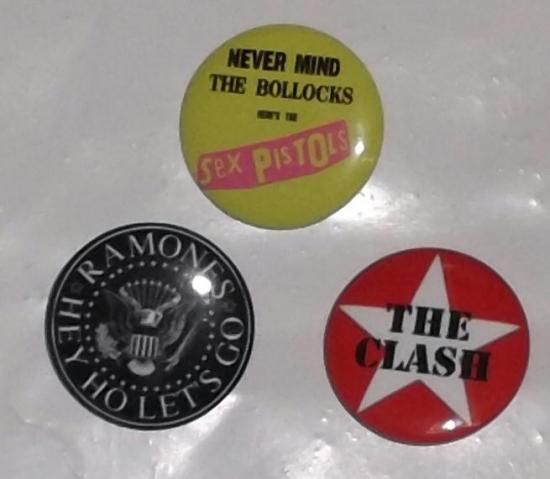 NEVER MIND
THE BOLLOCKS
HERE'S THE
Sex PiSTOLS
RAMONES
HEY HO LET'S GO
THE
CLASH